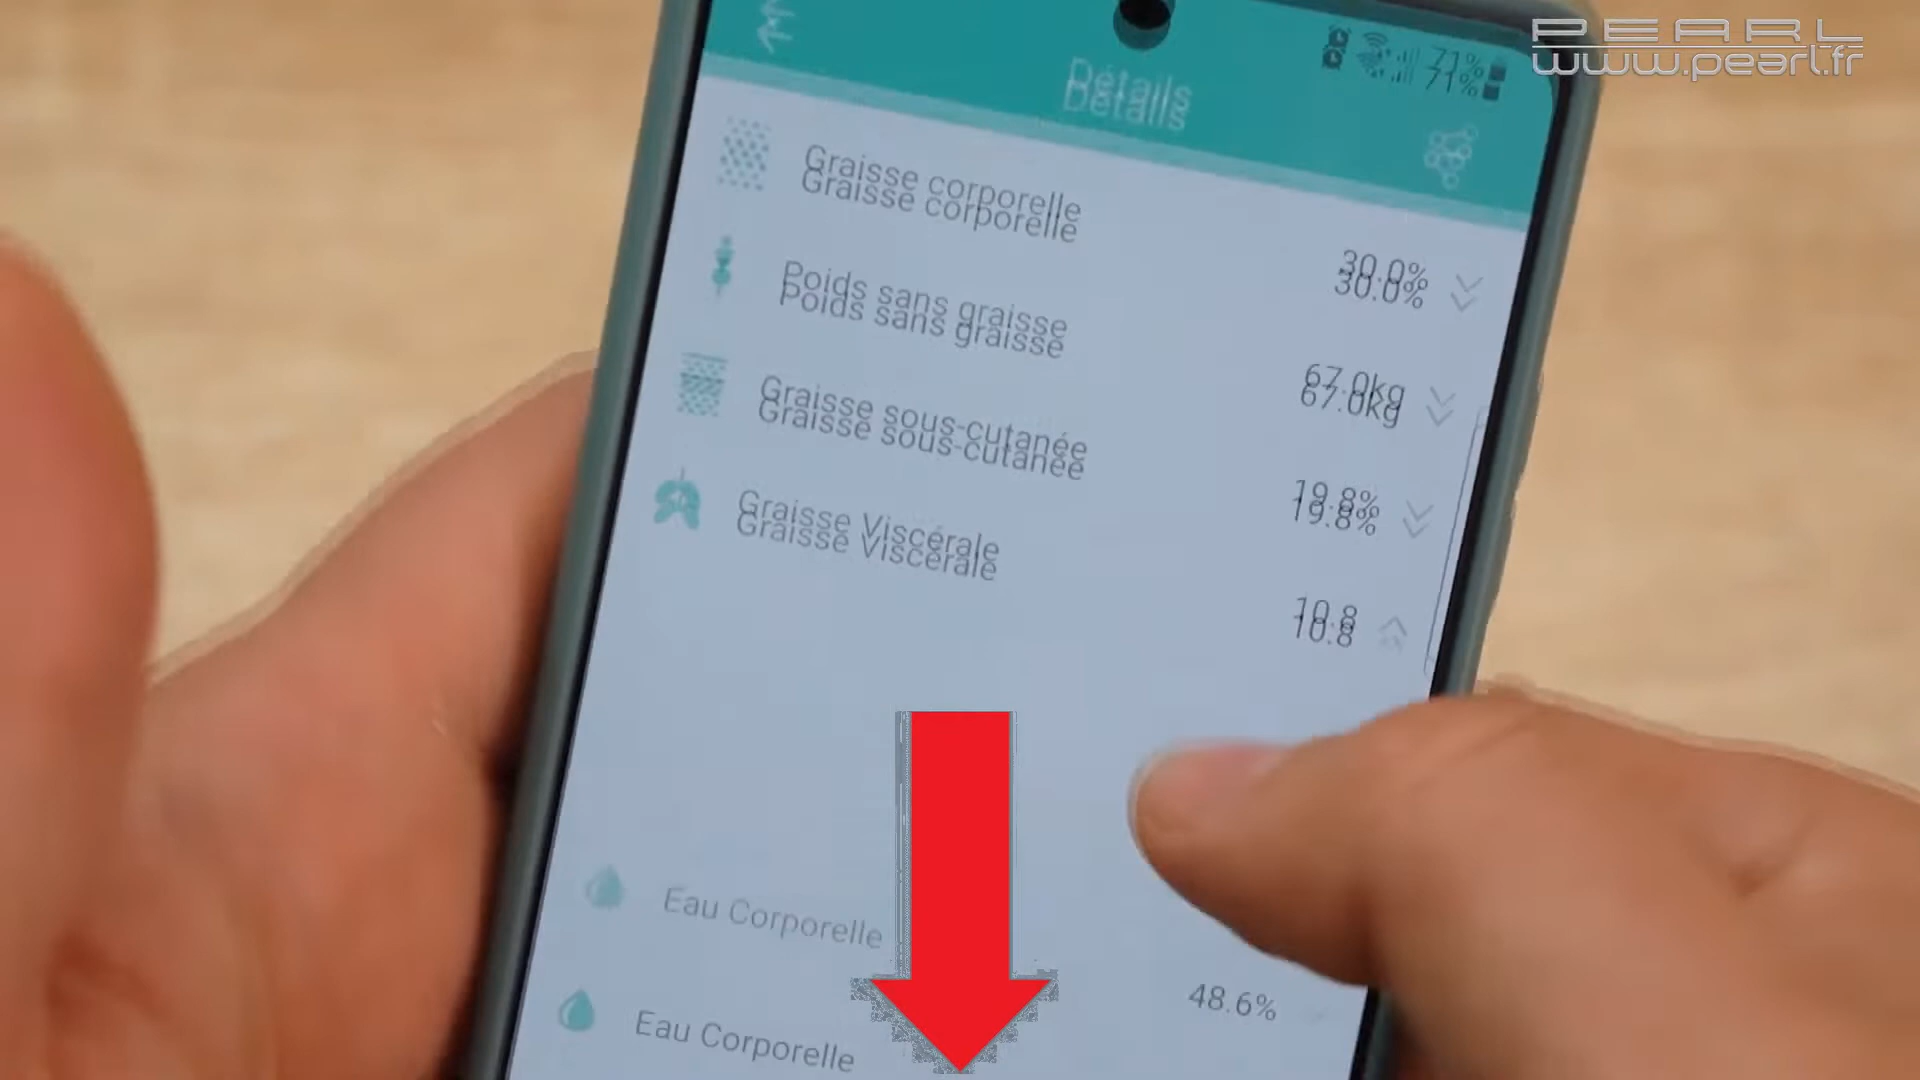 PEARL
www.pearl.fr
71%
Détails
Graisse corporelle
30.0%
Poids sans graisse
67.0kg
Graisse sous-cutanée
19.8%
Graisse Viscérale
10.8
Eau Corporelle
48.6%
Eau Corporelle